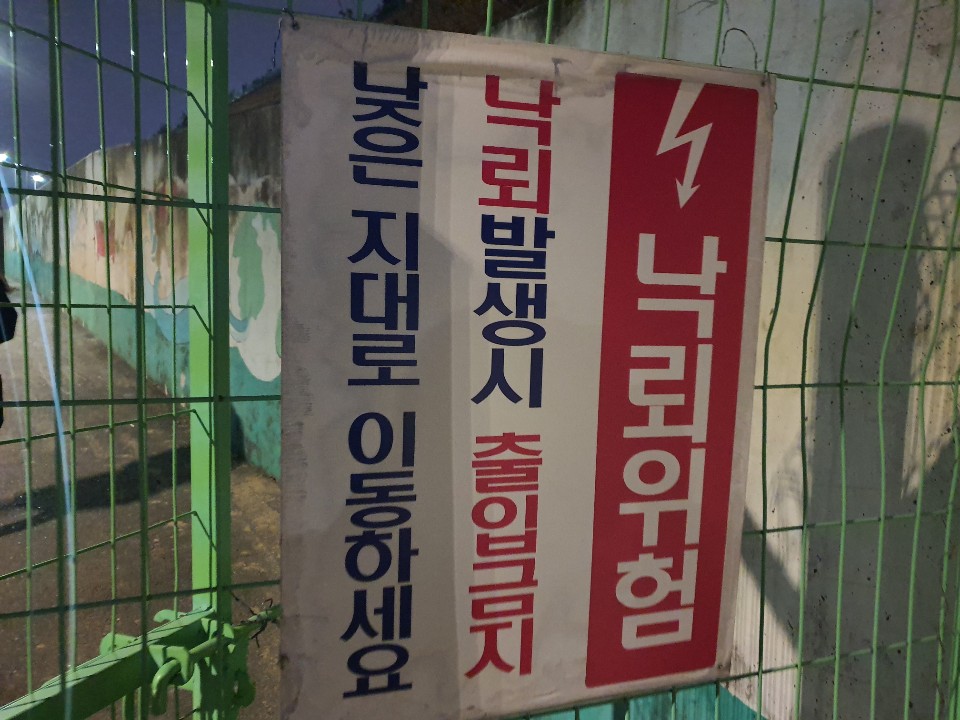 낙뢰위험
낙뢰발생시 출입금지
낮은 지대로 이동하세요